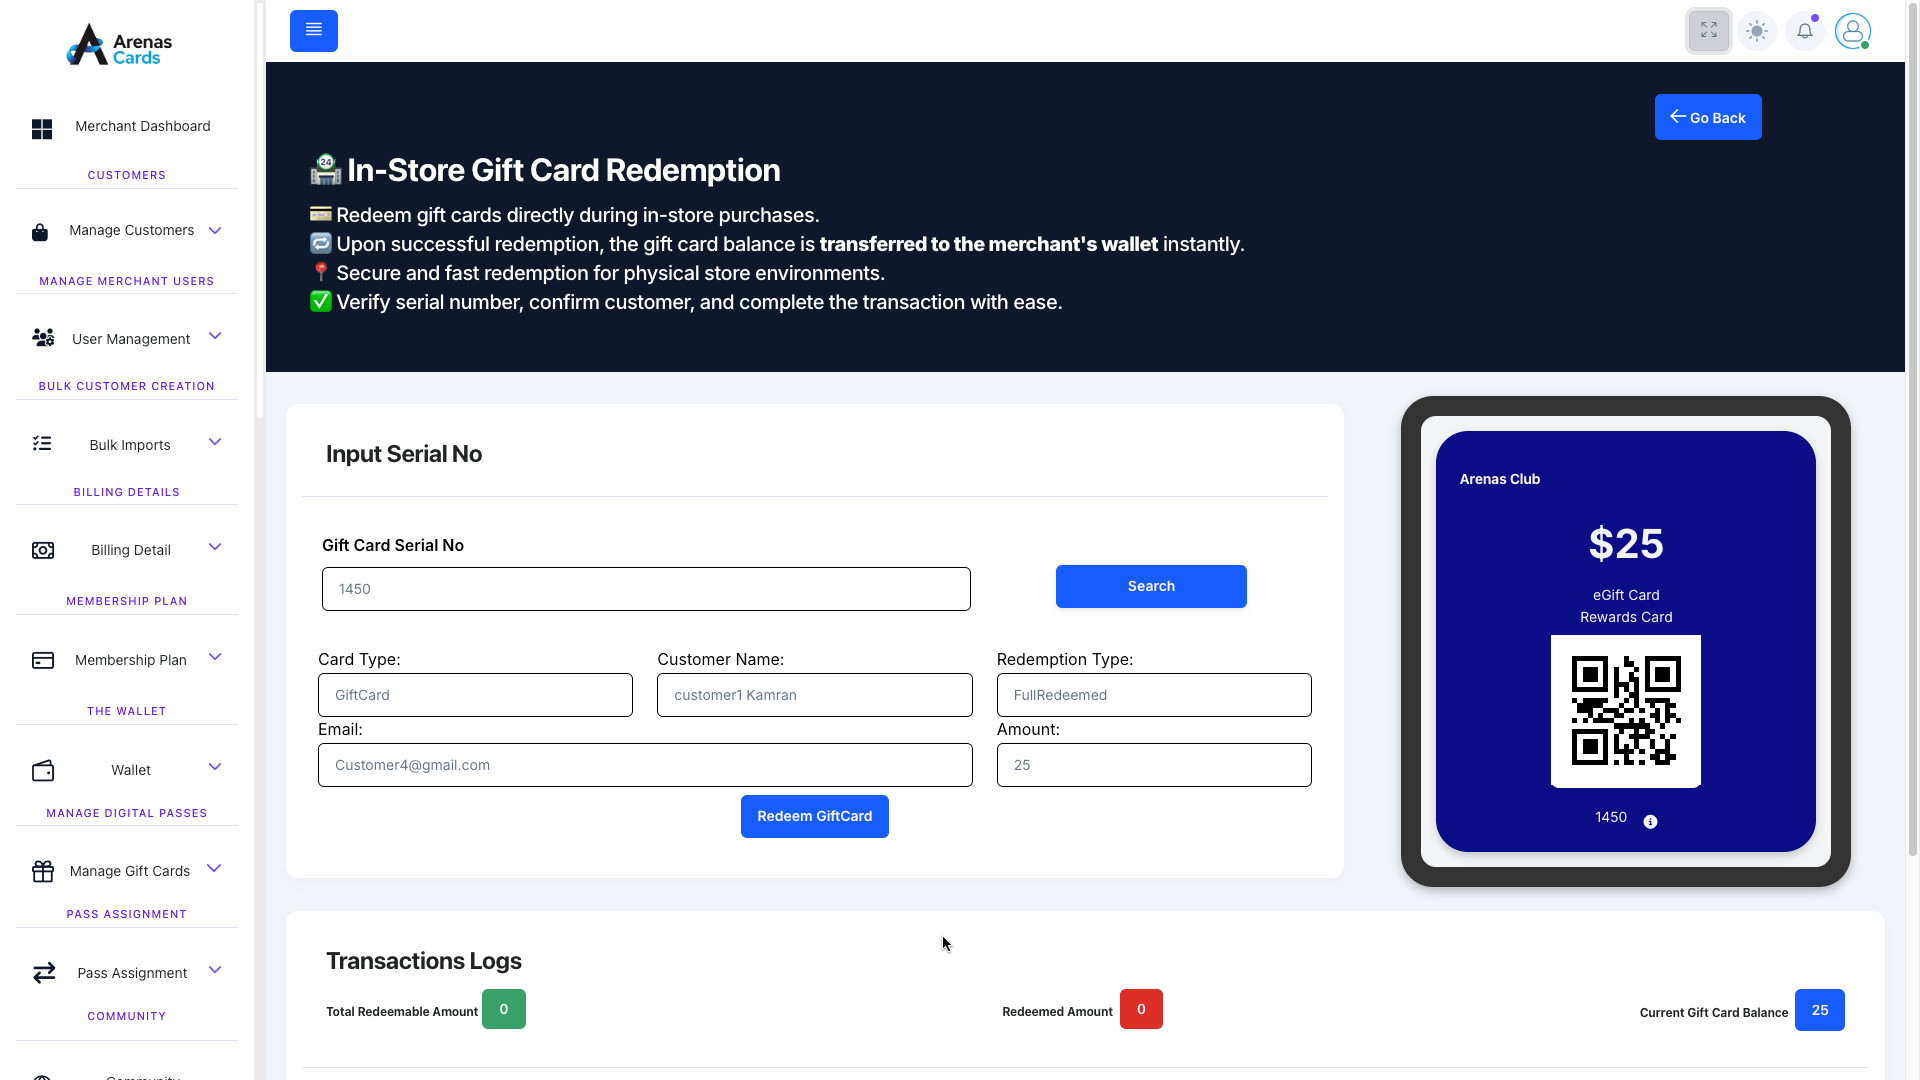 Arenas
Cards
Merchant Dashboard
CUSTOMERS
Manage Customers
MANAGE MERCHANT USERS
User Management
BULK CUSTOMER CREATION
Bulk Imports
BILLING DETAILS
Billing Detail
MEMBERSHIP PLAN
Membership Plan
THE WALLET
Wallet
MANAGE DIGITAL PASSES
Manage Gift Cards
PASS ASSIGNMENT
Pass Assignment
COMMUNITY
Community
Go Back
24
In-Store Gift Card Redemption
Redeem gift cards directly during in-store purchases.
Upon successful redemption, the gift card balance is transferred to the merchant's wallet instantly.
Secure and fast redemption for physical store environments.
Verify serial number, confirm customer, and complete the transaction with ease.
Input Serial No
Gift Card Serial No
1450
Search
Card Type:
Customer Name:
Redemption Type:
GiftCard
customer1 Kamran
FullRedeemed
Email:
Amount:
Customer4@gmail.com
25
Redeem GiftCard
Arenas Club
$25
eGift Card
Rewards Card
1450
Transactions Logs
Total Redeemable Amount 0
Redeemed Amount 0
Current Gift Card Balance 25